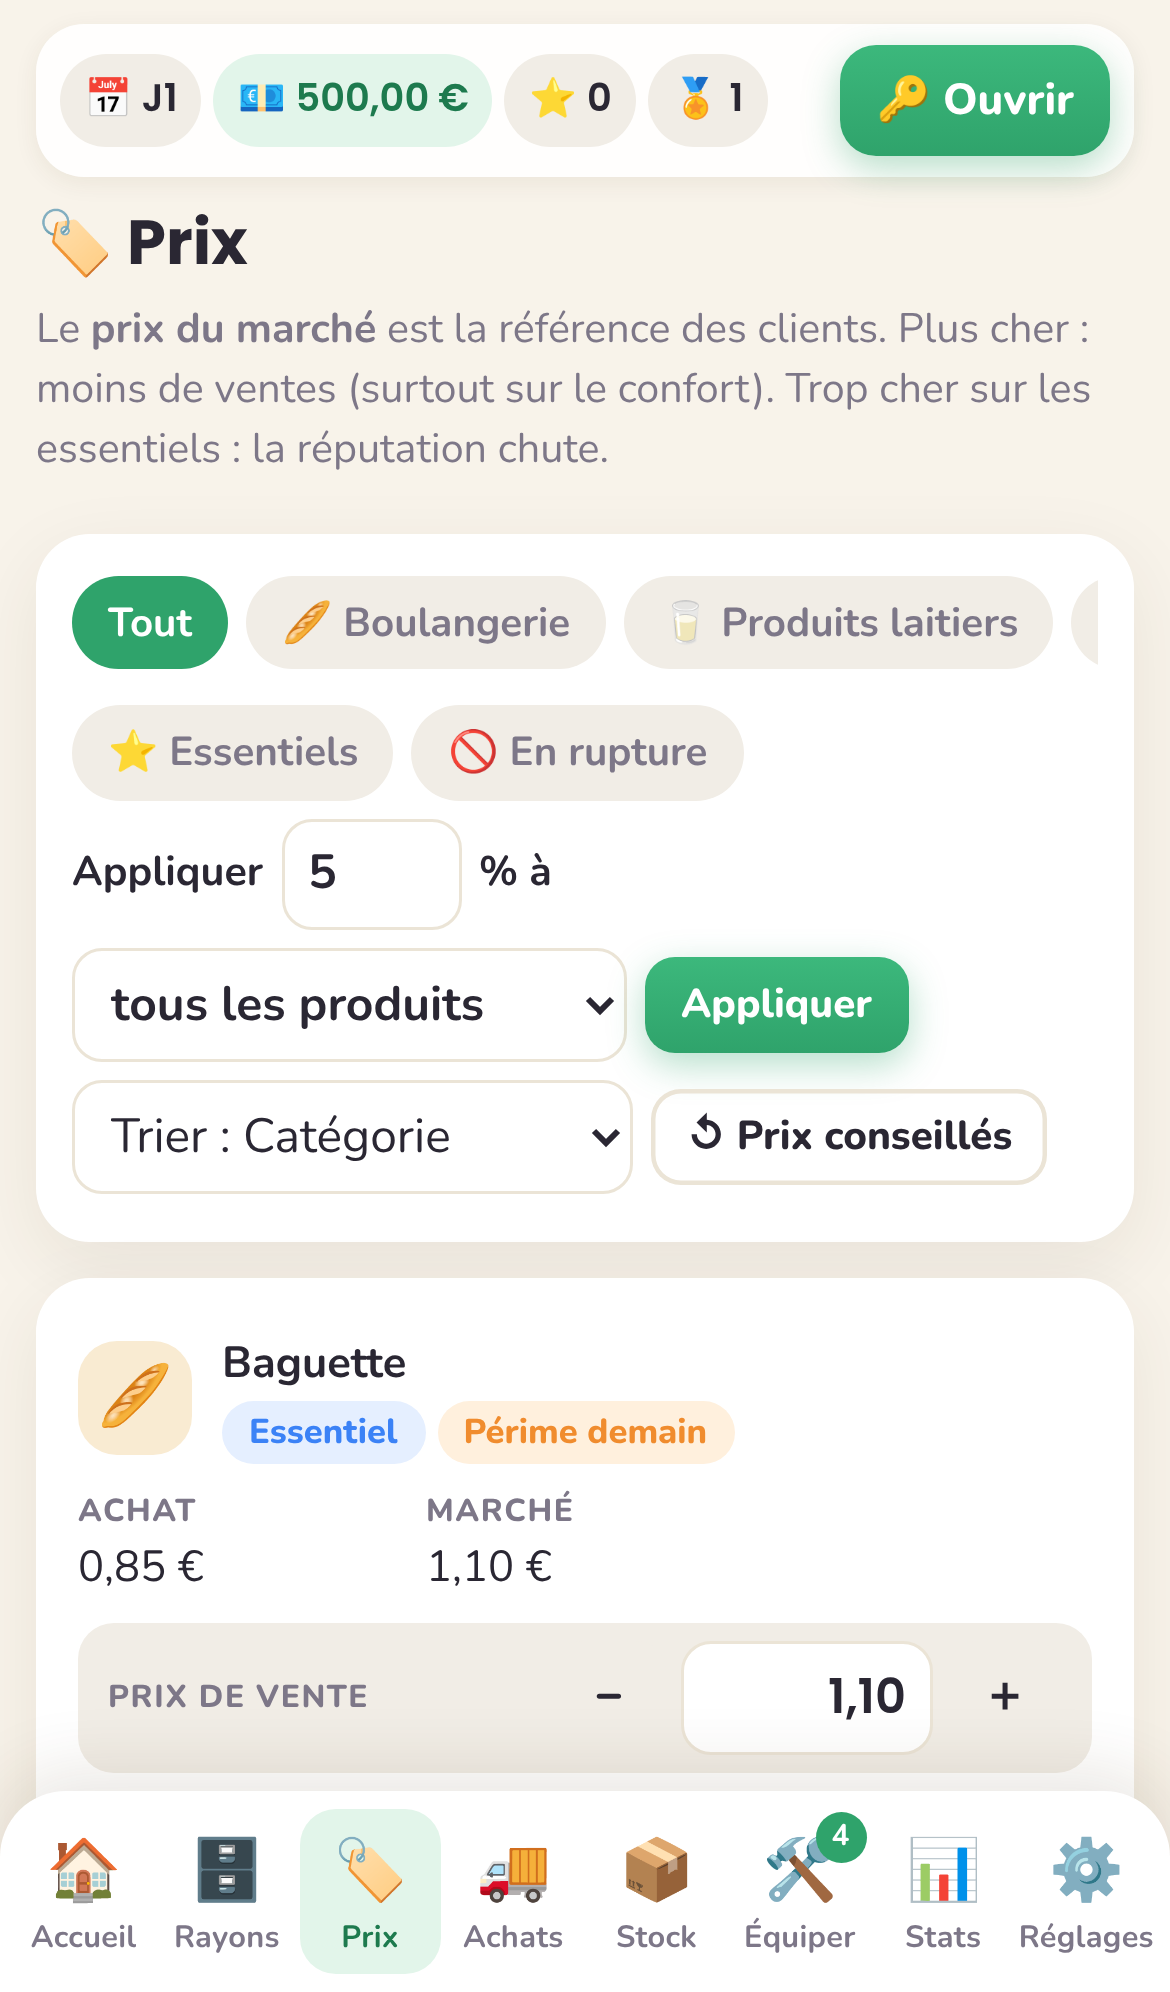 July 17 J1 500,00 € 0 1 Ouvrir
Prix
Le prix du marché est la référence des clients. Plus cher :
moins de ventes (surtout sur le confort). Trop cher sur les
essentiels : la réputation chute.
Tout Boulangerie Produits laitiers
Essentiels En rupture
Appliquer 5 % à
tous les produits Appliquer
Trier : Catégorie Prix conseillés
Baguette
Essentiel Périme demain
ACHAT MARCHÉ
0,85 € 1,10 €
PRIX DE VENTE − 1,10 +
4
Accueil Rayons Prix Achats Stock Équiper Stats Réglages